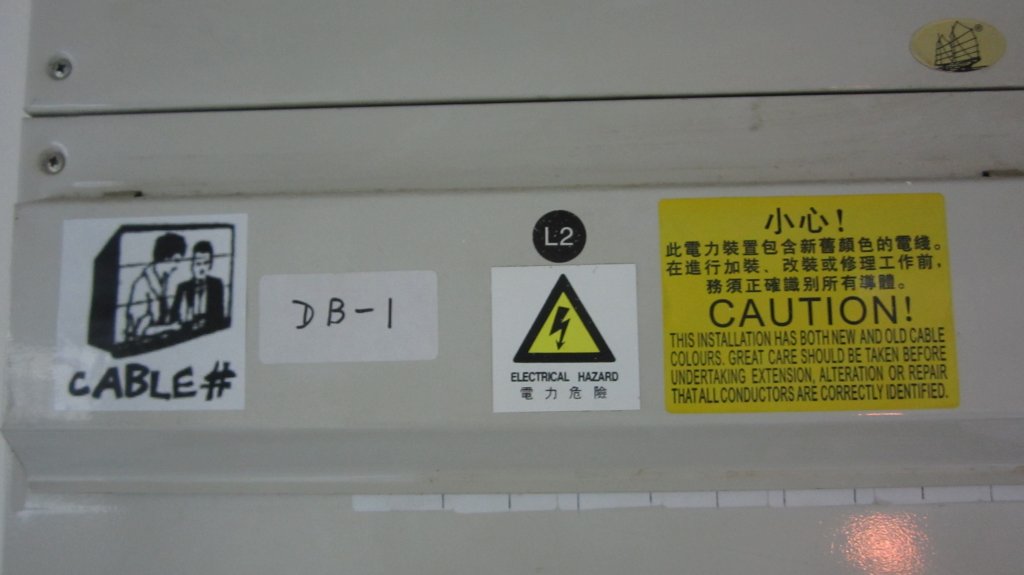 CABLE#
DB-1
L2
ELECTRICAL HAZARD
電力危險
小心！
此電力裝置包含新舊顏色的電綫。
在進行加裝、改裝或修理工作前，
務須正確識別所有導體。
CAUTION!
THIS INSTALLATION HAS BOTH NEW AND OLD CABLE
COLOURS. GREAT CARE SHOULD BE TAKEN BEFORE
UNDERTAKING EXTENSION, ALTERATION OR REPAIR
THAT ALL CONDUCTORS ARE CORRECTLY IDENTIFIED.